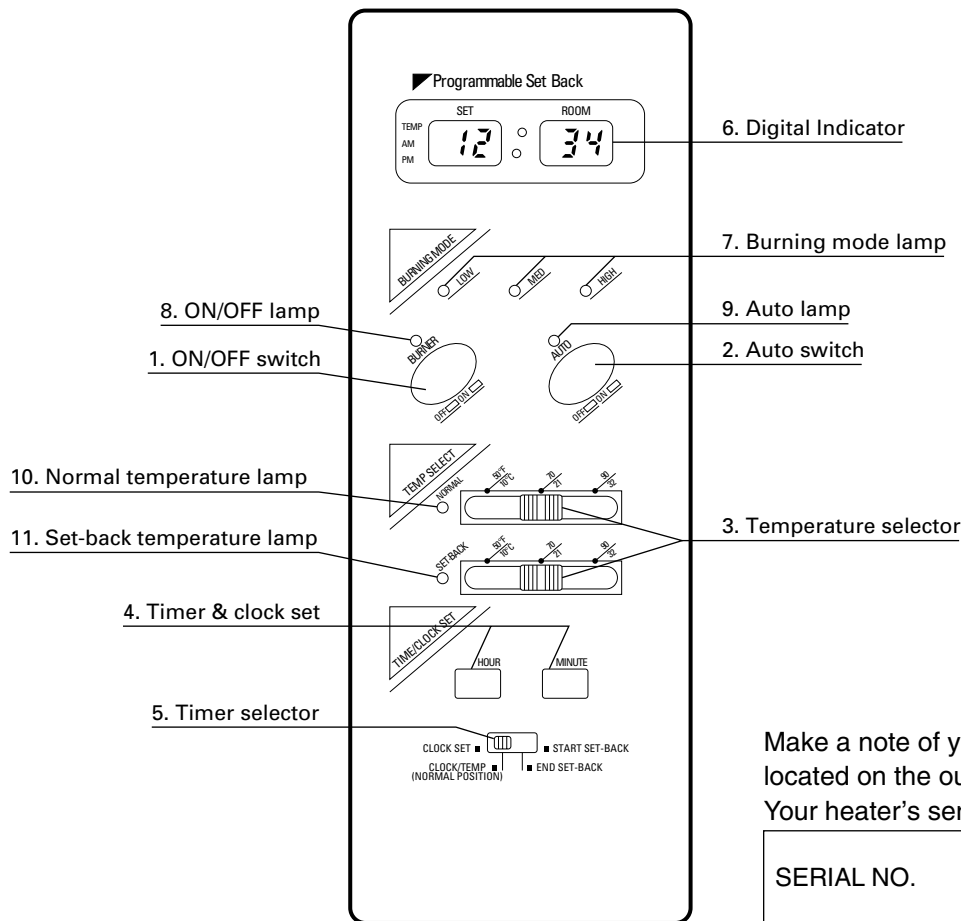 Programmable Set Back
SET ROOM
TEMP
AM
PM
12 : 34
6. Digital Indicator
BURNING MODE
LOW MED HIGH
7. Burning mode lamp
8. ON/OFF lamp
9. Auto lamp
BURNER
AUTO
1. ON/OFF switch
2. Auto switch
OFF ON
OFF ON
TEMP SELECT
10. Normal temperature lamp
NORMAL
50°F 70 90
10°C 21 32
11. Set-back temperature lamp
3. Temperature selector
SET-BACK
50°F 70 90
10°C 21 32
4. Timer & clock set
TIME/CLOCK SET
HOUR MINUTE
5. Timer selector
CLOCK SET START SET-BACK
CLOCK/TEMP END SET-BACK
(NORMAL POSITION)
Make a note of y
located on the ou
Your heater's ser
SERIAL NO.